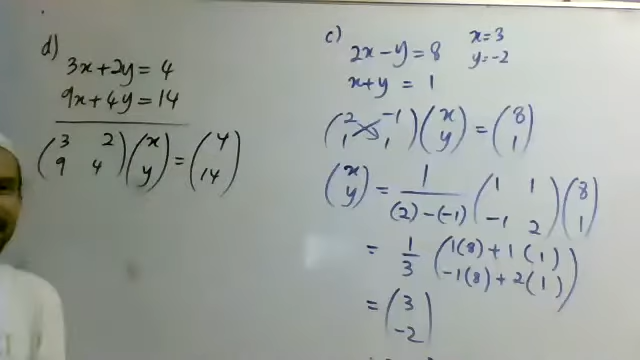 d)
3x+2y = 4
9x+4y = 14
(3 2
9 4)(x
y) = (4
14)
c)
2x-y = 8
x+y = 1
x=3
y=-2
(2 -1
1 1)(x
y) = (8
1)
(x
y) = 1/((2)-(-1)) (1 1
-1 2)(8
1)
= 1/3 (1(8)+1(1)
-1(8)+2(1))
= (3
-2)